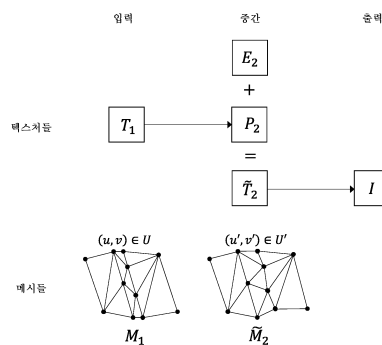 입력 중간 출력
E₂
+
텍스처들 T₁ P₂
=
T̃₂ I
(u, v) ∈ U (u′, v′) ∈ U′
메시들
M₁ M̃₂